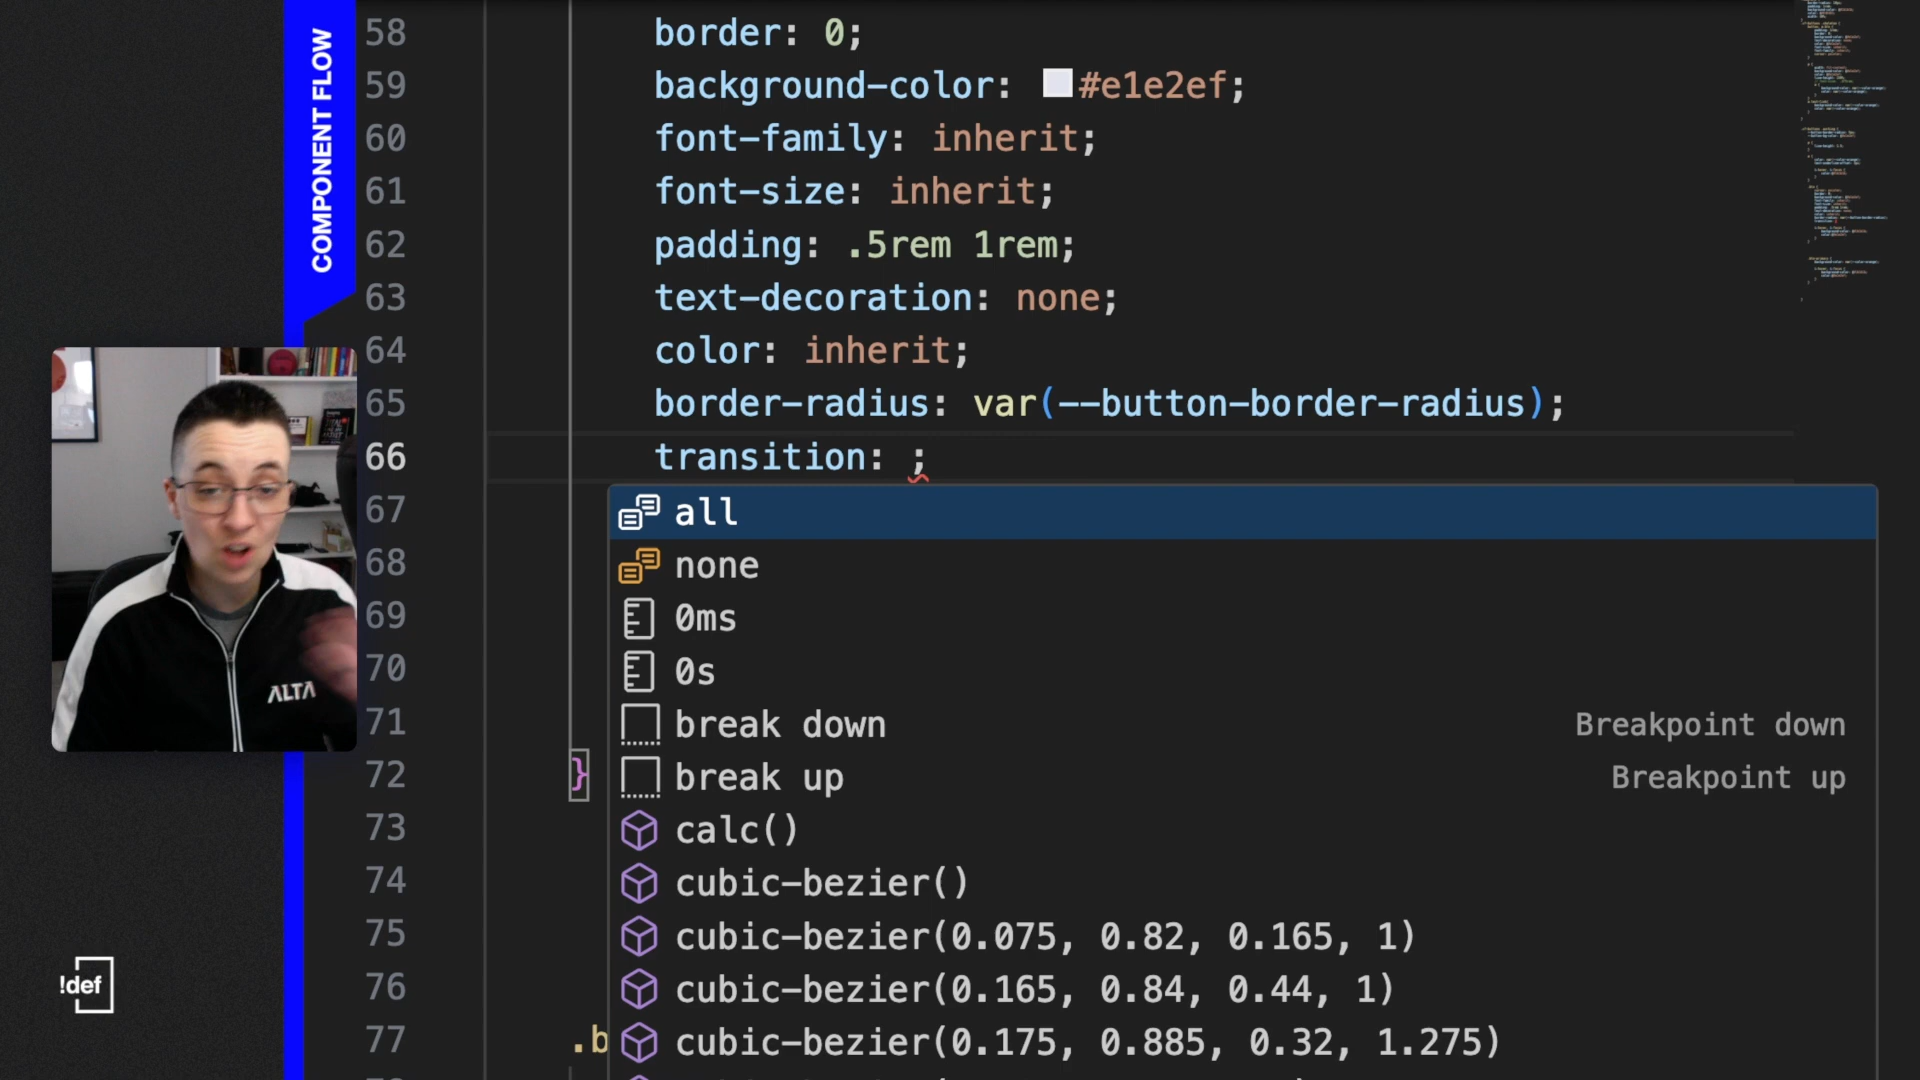 COMPONENT FLOW
58 border: 0;
59 background-color: #e1e2ef;
60 font-family: inherit;
61 font-size: inherit;
62 padding: .5rem 1rem;
63 text-decoration: none;
64 color: inherit;
65 border-radius: var(--button-border-radius);
66 transition: ;
67
68
69
70
71
72 }
73
74
75
76
77 .b
all
none
0ms
0s
break down Breakpoint down
break up Breakpoint up
calc()
cubic-bezier()
cubic-bezier(0.075, 0.82, 0.165, 1)
cubic-bezier(0.165, 0.84, 0.44, 1)
cubic-bezier(0.175, 0.885, 0.32, 1.275)
ALTA
!def